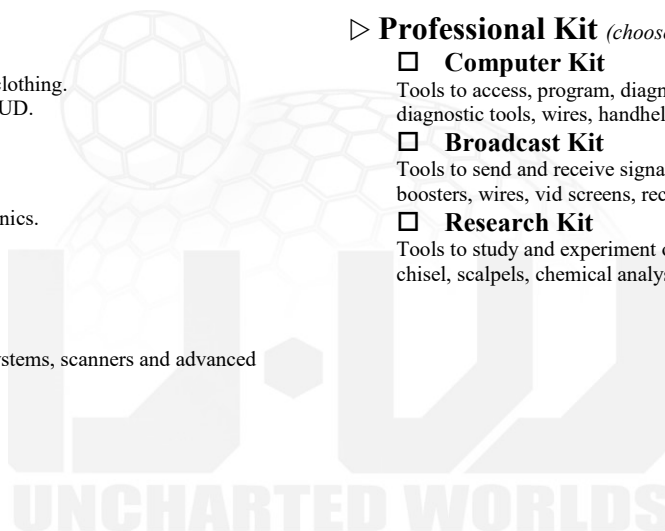 clothing.
UD.
nics.
ystems, scanners and advanced
▷ Professional Kit (choose
☐ Computer Kit
Tools to access, program, diagn
diagnostic tools, wires, handhel
☐ Broadcast Kit
Tools to send and receive signa
boosters, wires, vid screens, rec
☐ Research Kit
Tools to study and experiment o
chisel, scalpels, chemical analys
U·W
UNCHARTED WORLDS